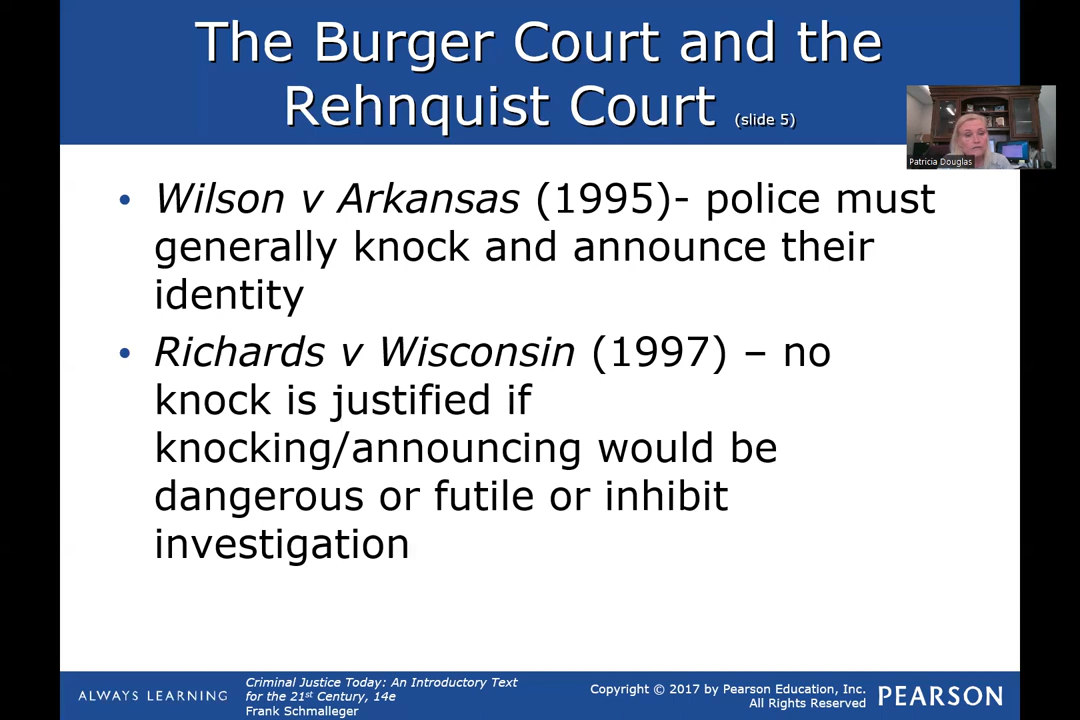 The Burger Court and the
Rehnquist Court (slide 5)
Patricia Douglas
• Wilson v Arkansas (1995)- police must
generally knock and announce their
identity
• Richards v Wisconsin (1997) – no
knock is justified if
knocking/announcing would be
dangerous or futile or inhibit
investigation
ALWAYS LEARNING
Criminal Justice Today: An Introductory Text
for the 21st Century, 14e
Frank Schmalleger
Copyright © 2017 by Pearson Education, Inc.
All Rights Reserved
PEARSON